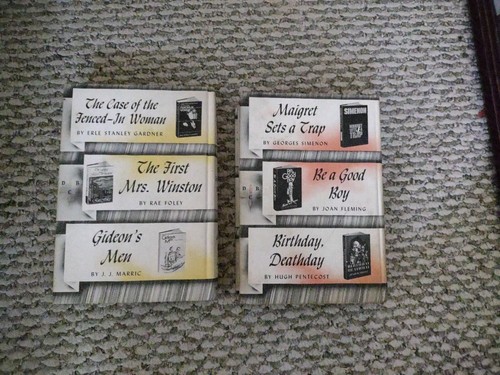 The Case of the
Fenced-In Woman
BY ERLE STANLEY GARDNER
The First
Mrs. Winston
BY RAE FOLEY
Gideon's
Men
BY J. J. MARRIC
Maigret
Sets a Trap
BY GEORGES SIMENON
SIMENON
Be a Good
Boy
BY JOAN FLEMING
Birthday,
Deathday
BY HUGH PENTECOST